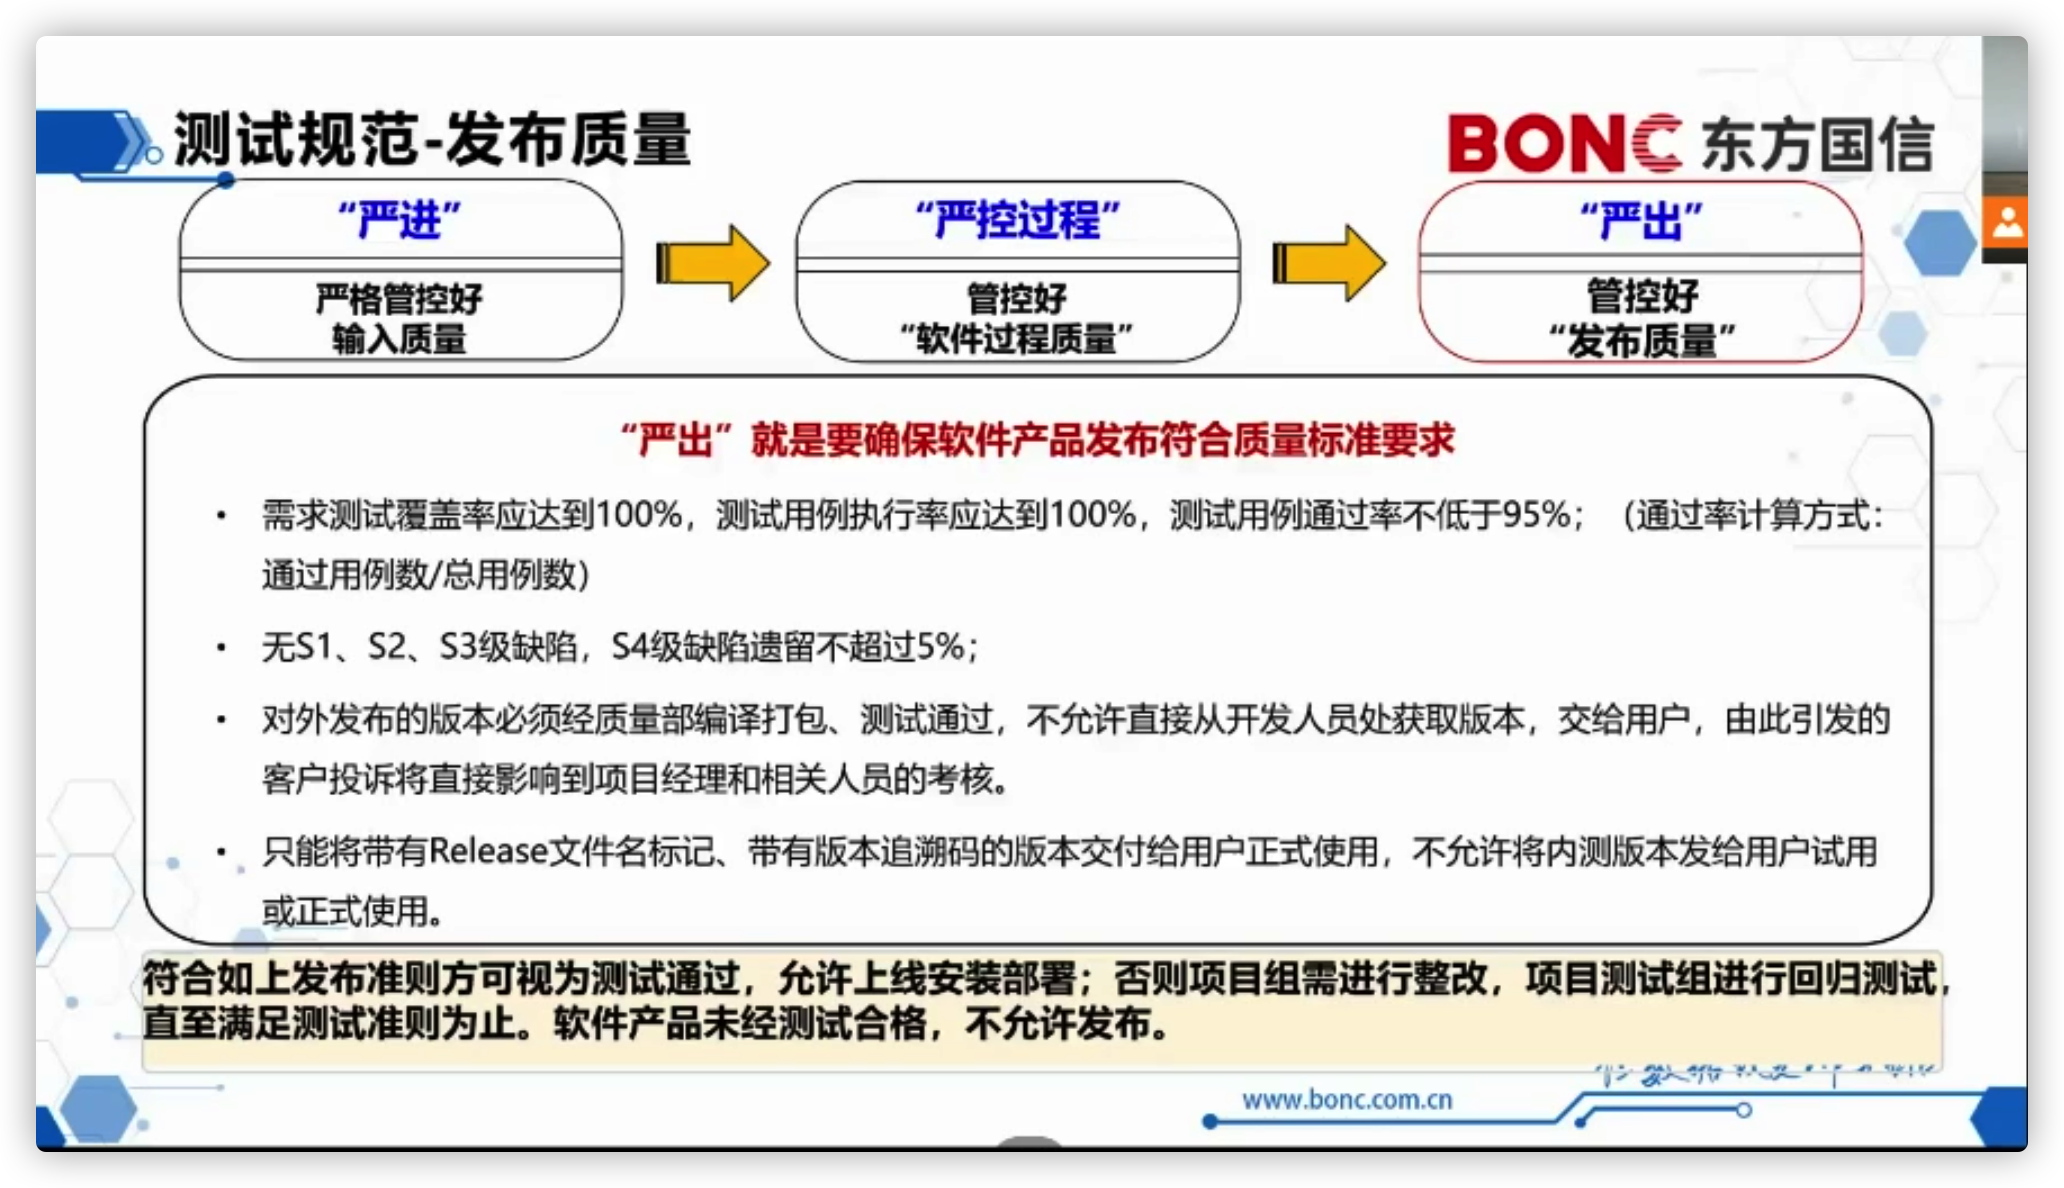 测试规范-发布质量
BONC 东方国信
“严进”
严格管控好
输入质量
“严控过程”
管控好
“软件过程质量”
“严出”
管控好
“发布质量”
“严出”就是要确保软件产品发布符合质量标准要求
• 需求测试覆盖率应达到100%，测试用例执行率应达到100%，测试用例通过率不低于95%；（通过率计算方式：
通过用例数/总用例数）
• 无S1、S2、S3级缺陷，S4级缺陷遗留不超过5%；
• 对外发布的版本必须经质量部编译打包、测试通过，不允许直接从开发人员处获取版本，交给用户，由此引发的
客户投诉将直接影响到项目经理和相关人员的考核。
• 只能将带有Release文件名标记、带有版本追溯码的版本交付给用户正式使用，不允许将内测版本发给用户试用
或正式使用。
符合如上发布准则方可视为测试通过，允许上线安装部署；否则项目组需进行整改，项目测试组进行回归测试，
直至满足测试准则为止。软件产品未经测试合格，不允许发布。
www.bonc.com.cn